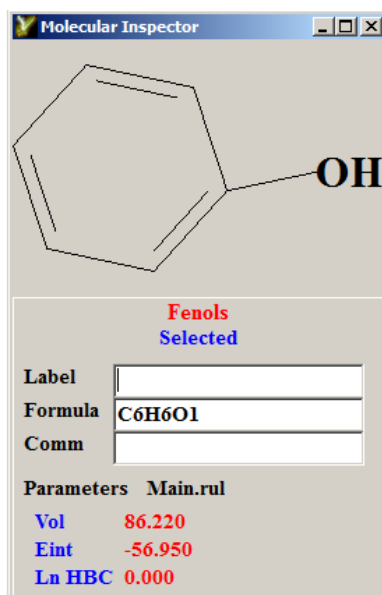 Molecular Inspector
OH
Fenols
Selected
Label
Formula C6H6O1
Comm
Parameters Main.rul
Vol 86.220
Eint -56.950
Ln HBC 0.000